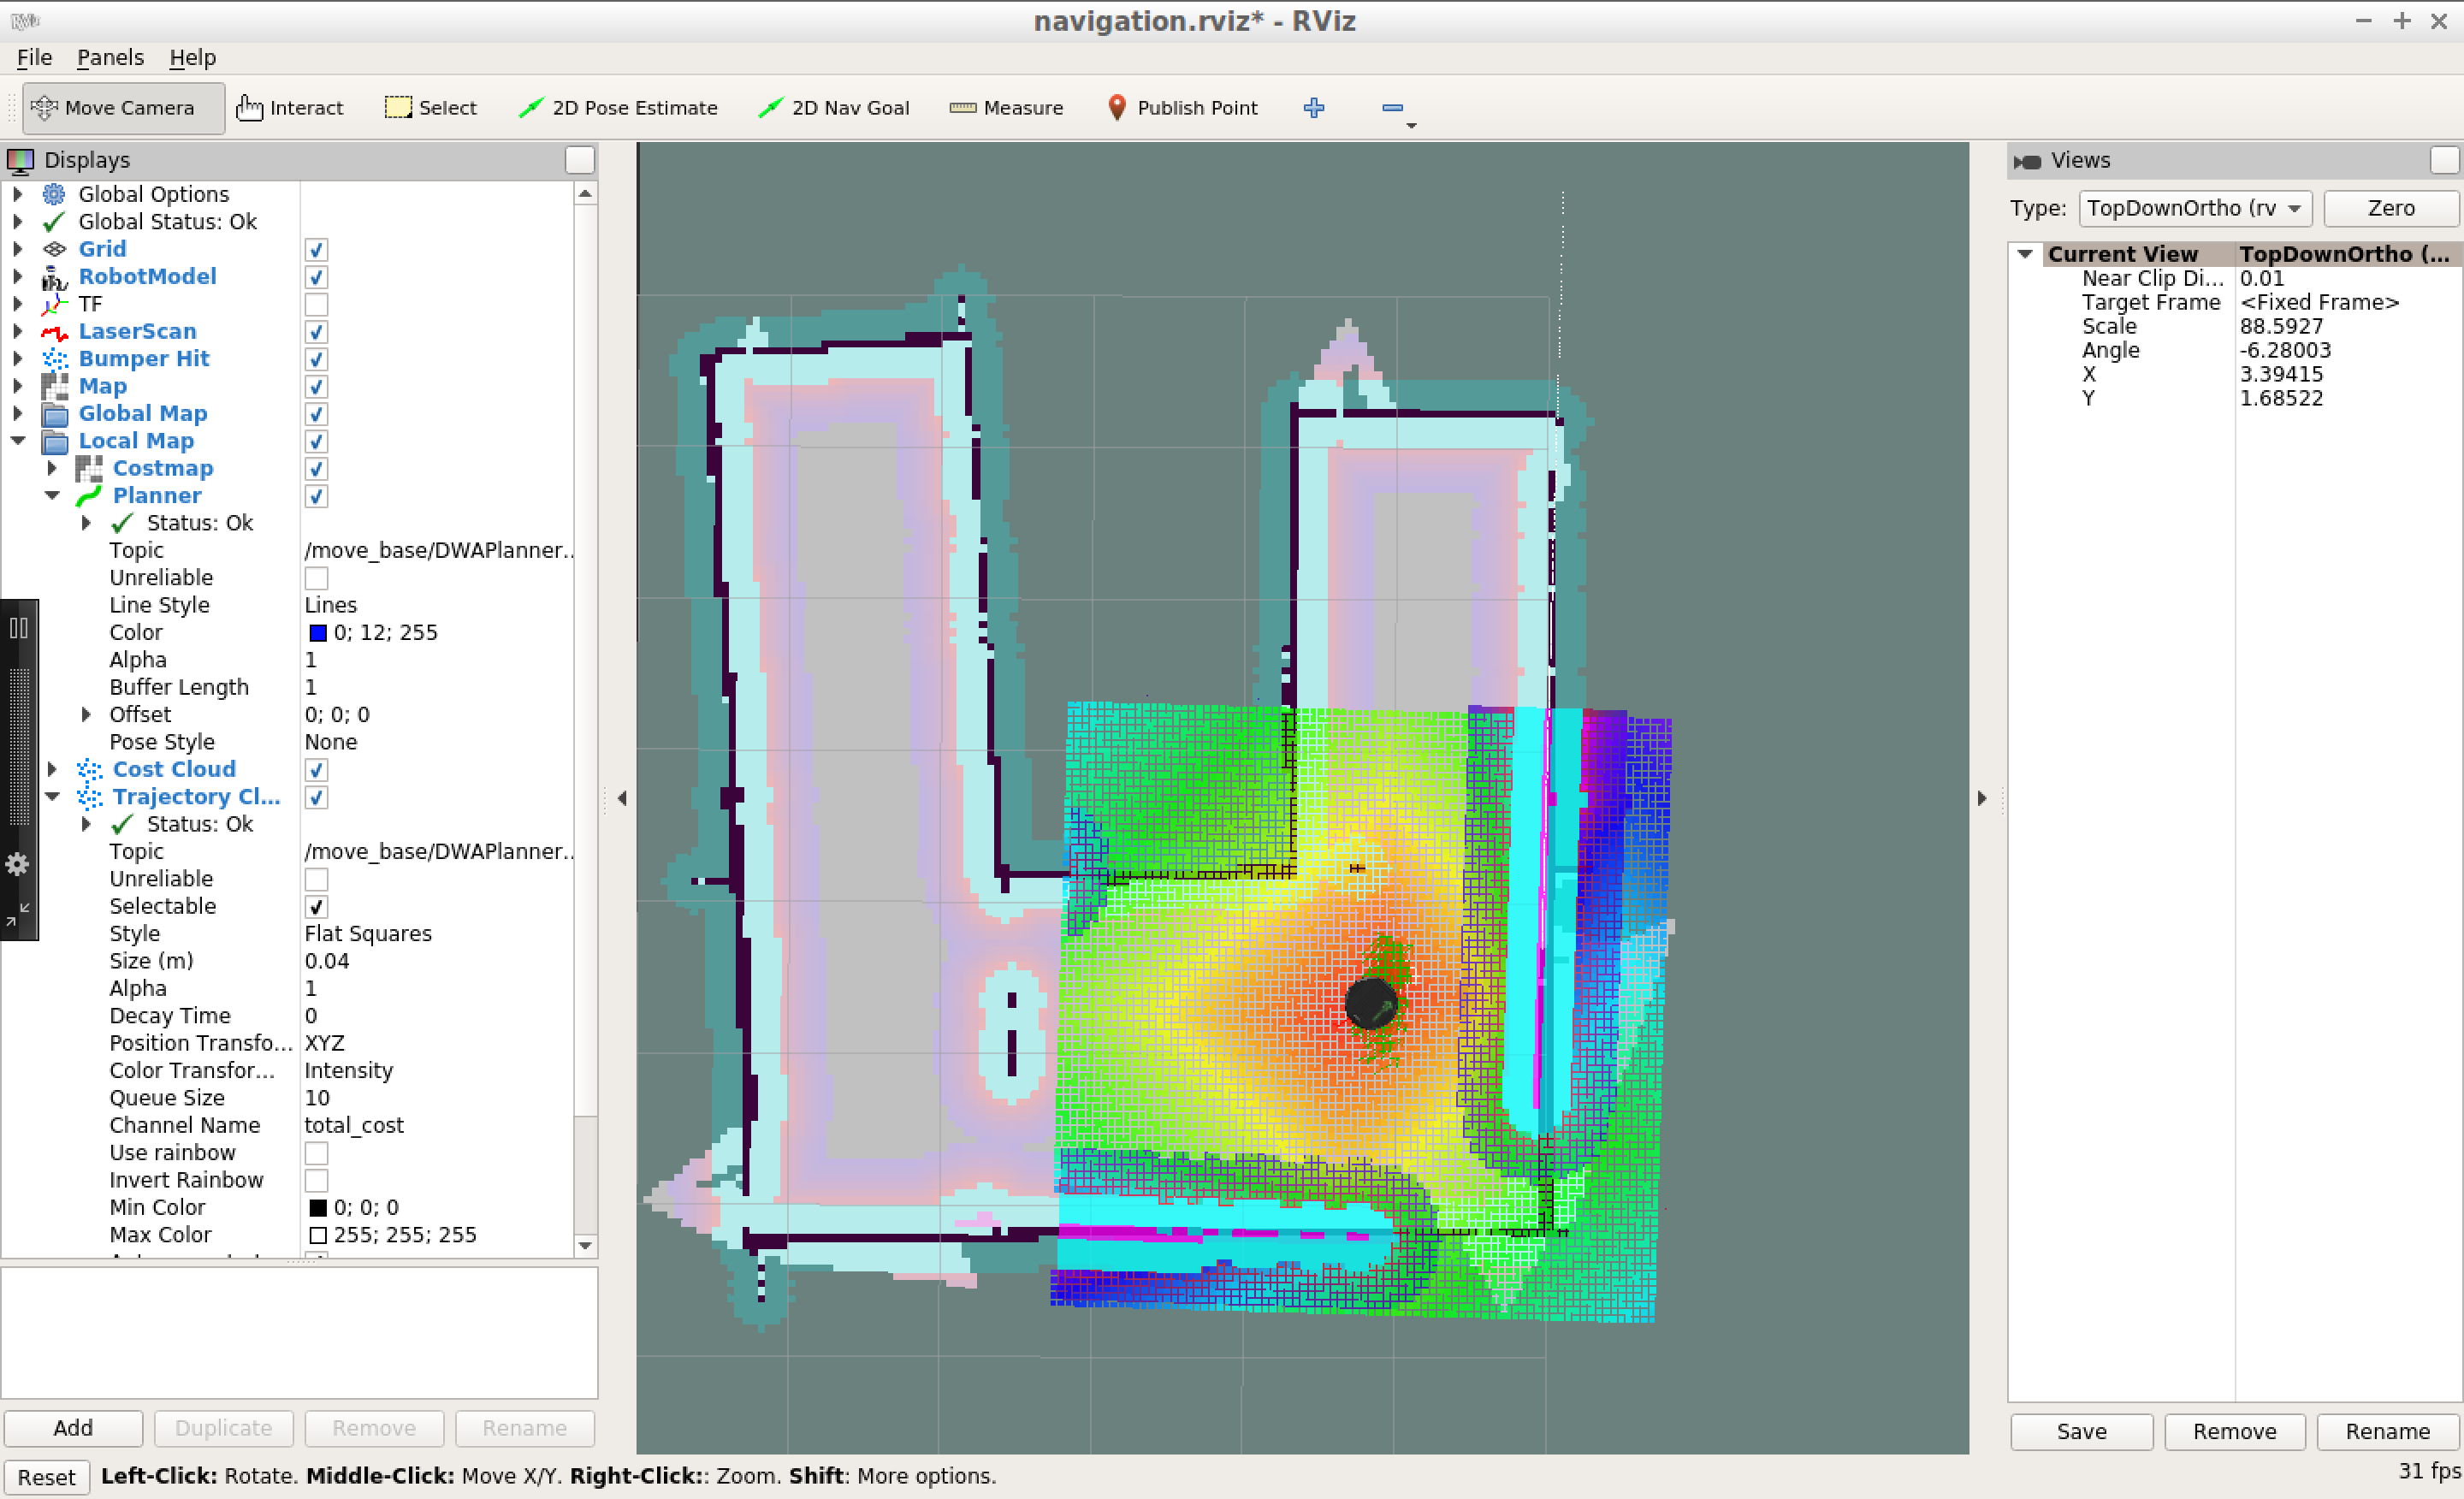 RViz
navigation.rviz* - RViz
File Panels Help
Move Camera Interact Select 2D Pose Estimate 2D Nav Goal Measure Publish Point
Displays
Global Options
Global Status: Ok
Grid
RobotModel
TF
LaserScan
Bumper Hit
Map
Global Map
Local Map
Costmap
Planner
Status: Ok
Topic /move_base/DWAPlanner..
Unreliable
Line Style Lines
Color 0; 12; 255
Alpha 1
Buffer Length 1
Offset 0; 0; 0
Pose Style None
Cost Cloud
Trajectory Cl...
Status: Ok
Topic /move_base/DWAPlanner..
Unreliable
Selectable
Style Flat Squares
Size (m) 0.04
Alpha 1
Decay Time 0
Position Transfo... XYZ
Color Transfor... Intensity
Queue Size 10
Channel Name total_cost
Use rainbow
Invert Rainbow
Min Color 0; 0; 0
Max Color 255; 255; 255
Add Duplicate Remove Rename
Reset Left-Click: Rotate. Middle-Click: Move X/Y. Right-Click:: Zoom. Shift: More options.
Views
Type: TopDownOrtho (rv Zero
Current View TopDownOrtho (...
Near Clip Di... 0.01
Target Frame <Fixed Frame>
Scale 88.5927
Angle -6.28003
X 3.39415
Y 1.68522
Save Remove Rename
31 fps